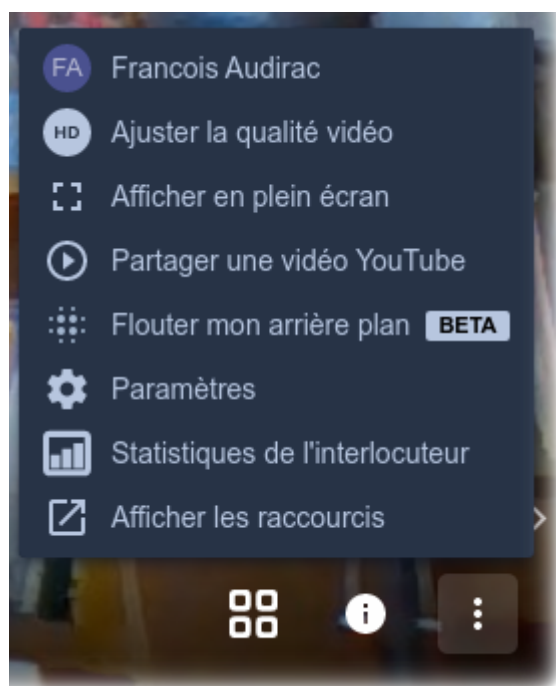 FA Francois Audirac
HD Ajuster la qualité vidéo
Afficher en plein écran
Partager une vidéo YouTube
Flouter mon arrière plan BETA
Paramètres
Statistiques de l'interlocuteur
Afficher les raccourcis